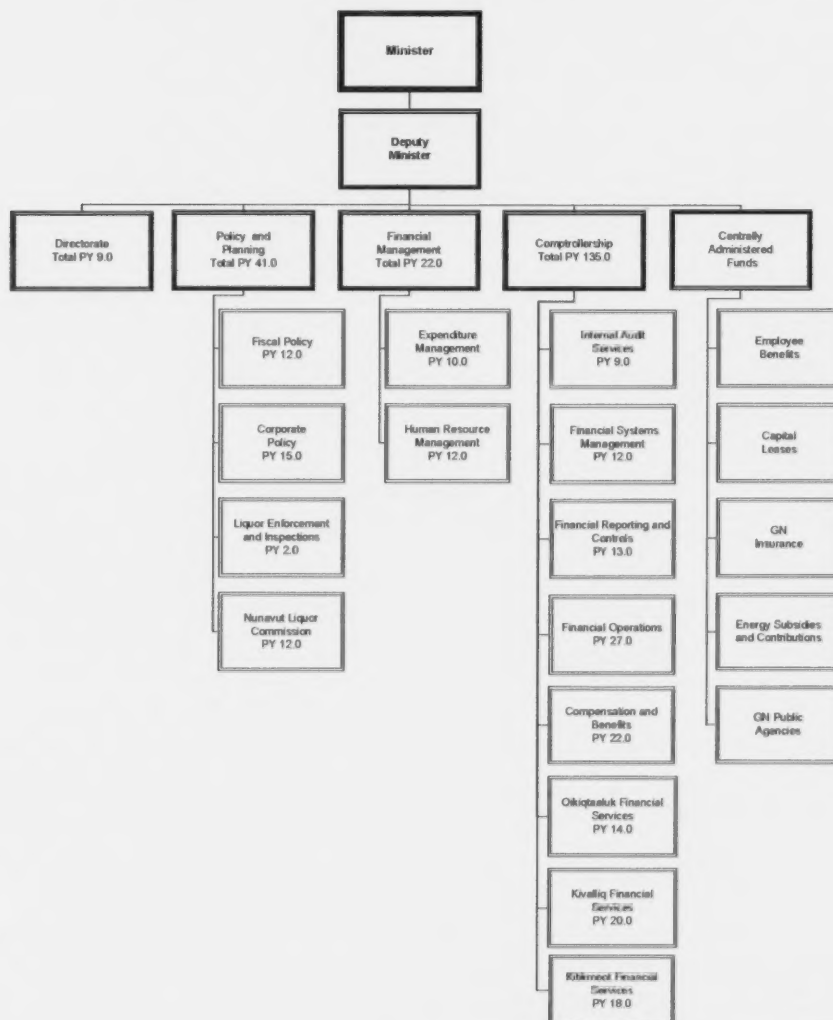 Minister
Deputy
Minister
Directorate
Total PY 9.0
Policy and
Planning
Total PY 41.0
Financial
Management
Total PY 22.0
Comptrollership
Total PY 135.0
Centrally
Administered
Funds
Fiscal Policy
PY 12.0
Corporate
Policy
PY 15.0
Liquor Enforcement
and Inspections
PY 2.0
Nunavut Liquor
Commission
PY 12.0
Expenditure
Management
PY 10.0
Human Resource
Management
PY 12.0
Internal Audit
Services
PY 9.0
Financial Systems
Management
PY 12.0
Financial Reporting and
Controls
PY 13.0
Financial Operations
PY 27.0
Compensation and
Benefits
PY 22.0
Qikiqtaaluk Financial
Services
PY 14.0
Kivalliq Financial
Services
PY 20.0
Kitikmeot Financial
Services
PY 18.0
Employee
Benefits
Capital
Leases
GN
Insurance
Energy Subsidies
and Contributions
GN Public
Agencies